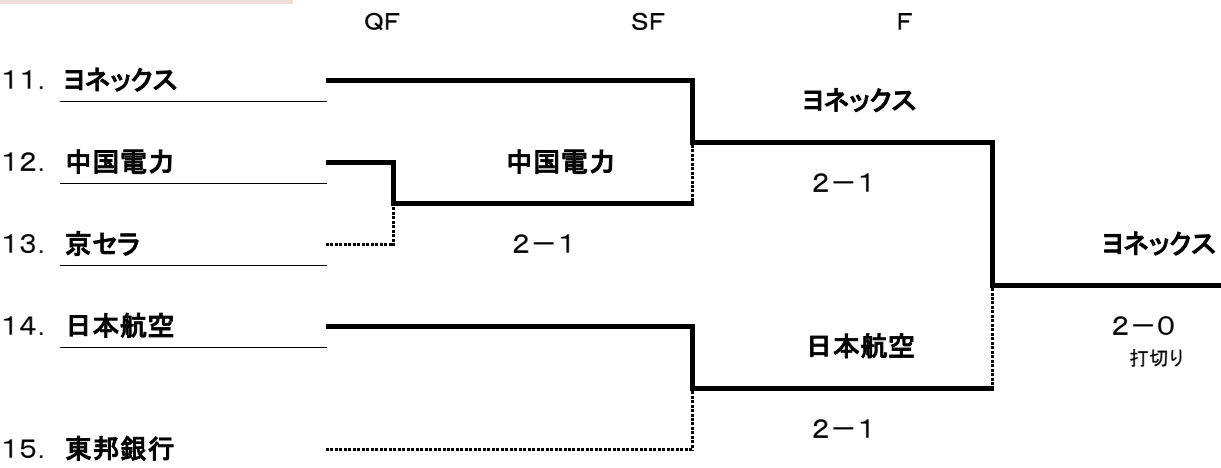 QF SF F
11. ヨネックス
ヨネックス
12. 中国電力 中国電力
2－1
13. 京セラ 2－1 ヨネックス
14. 日本航空 2－0
日本航空 打切り
2－1
15. 東邦銀行